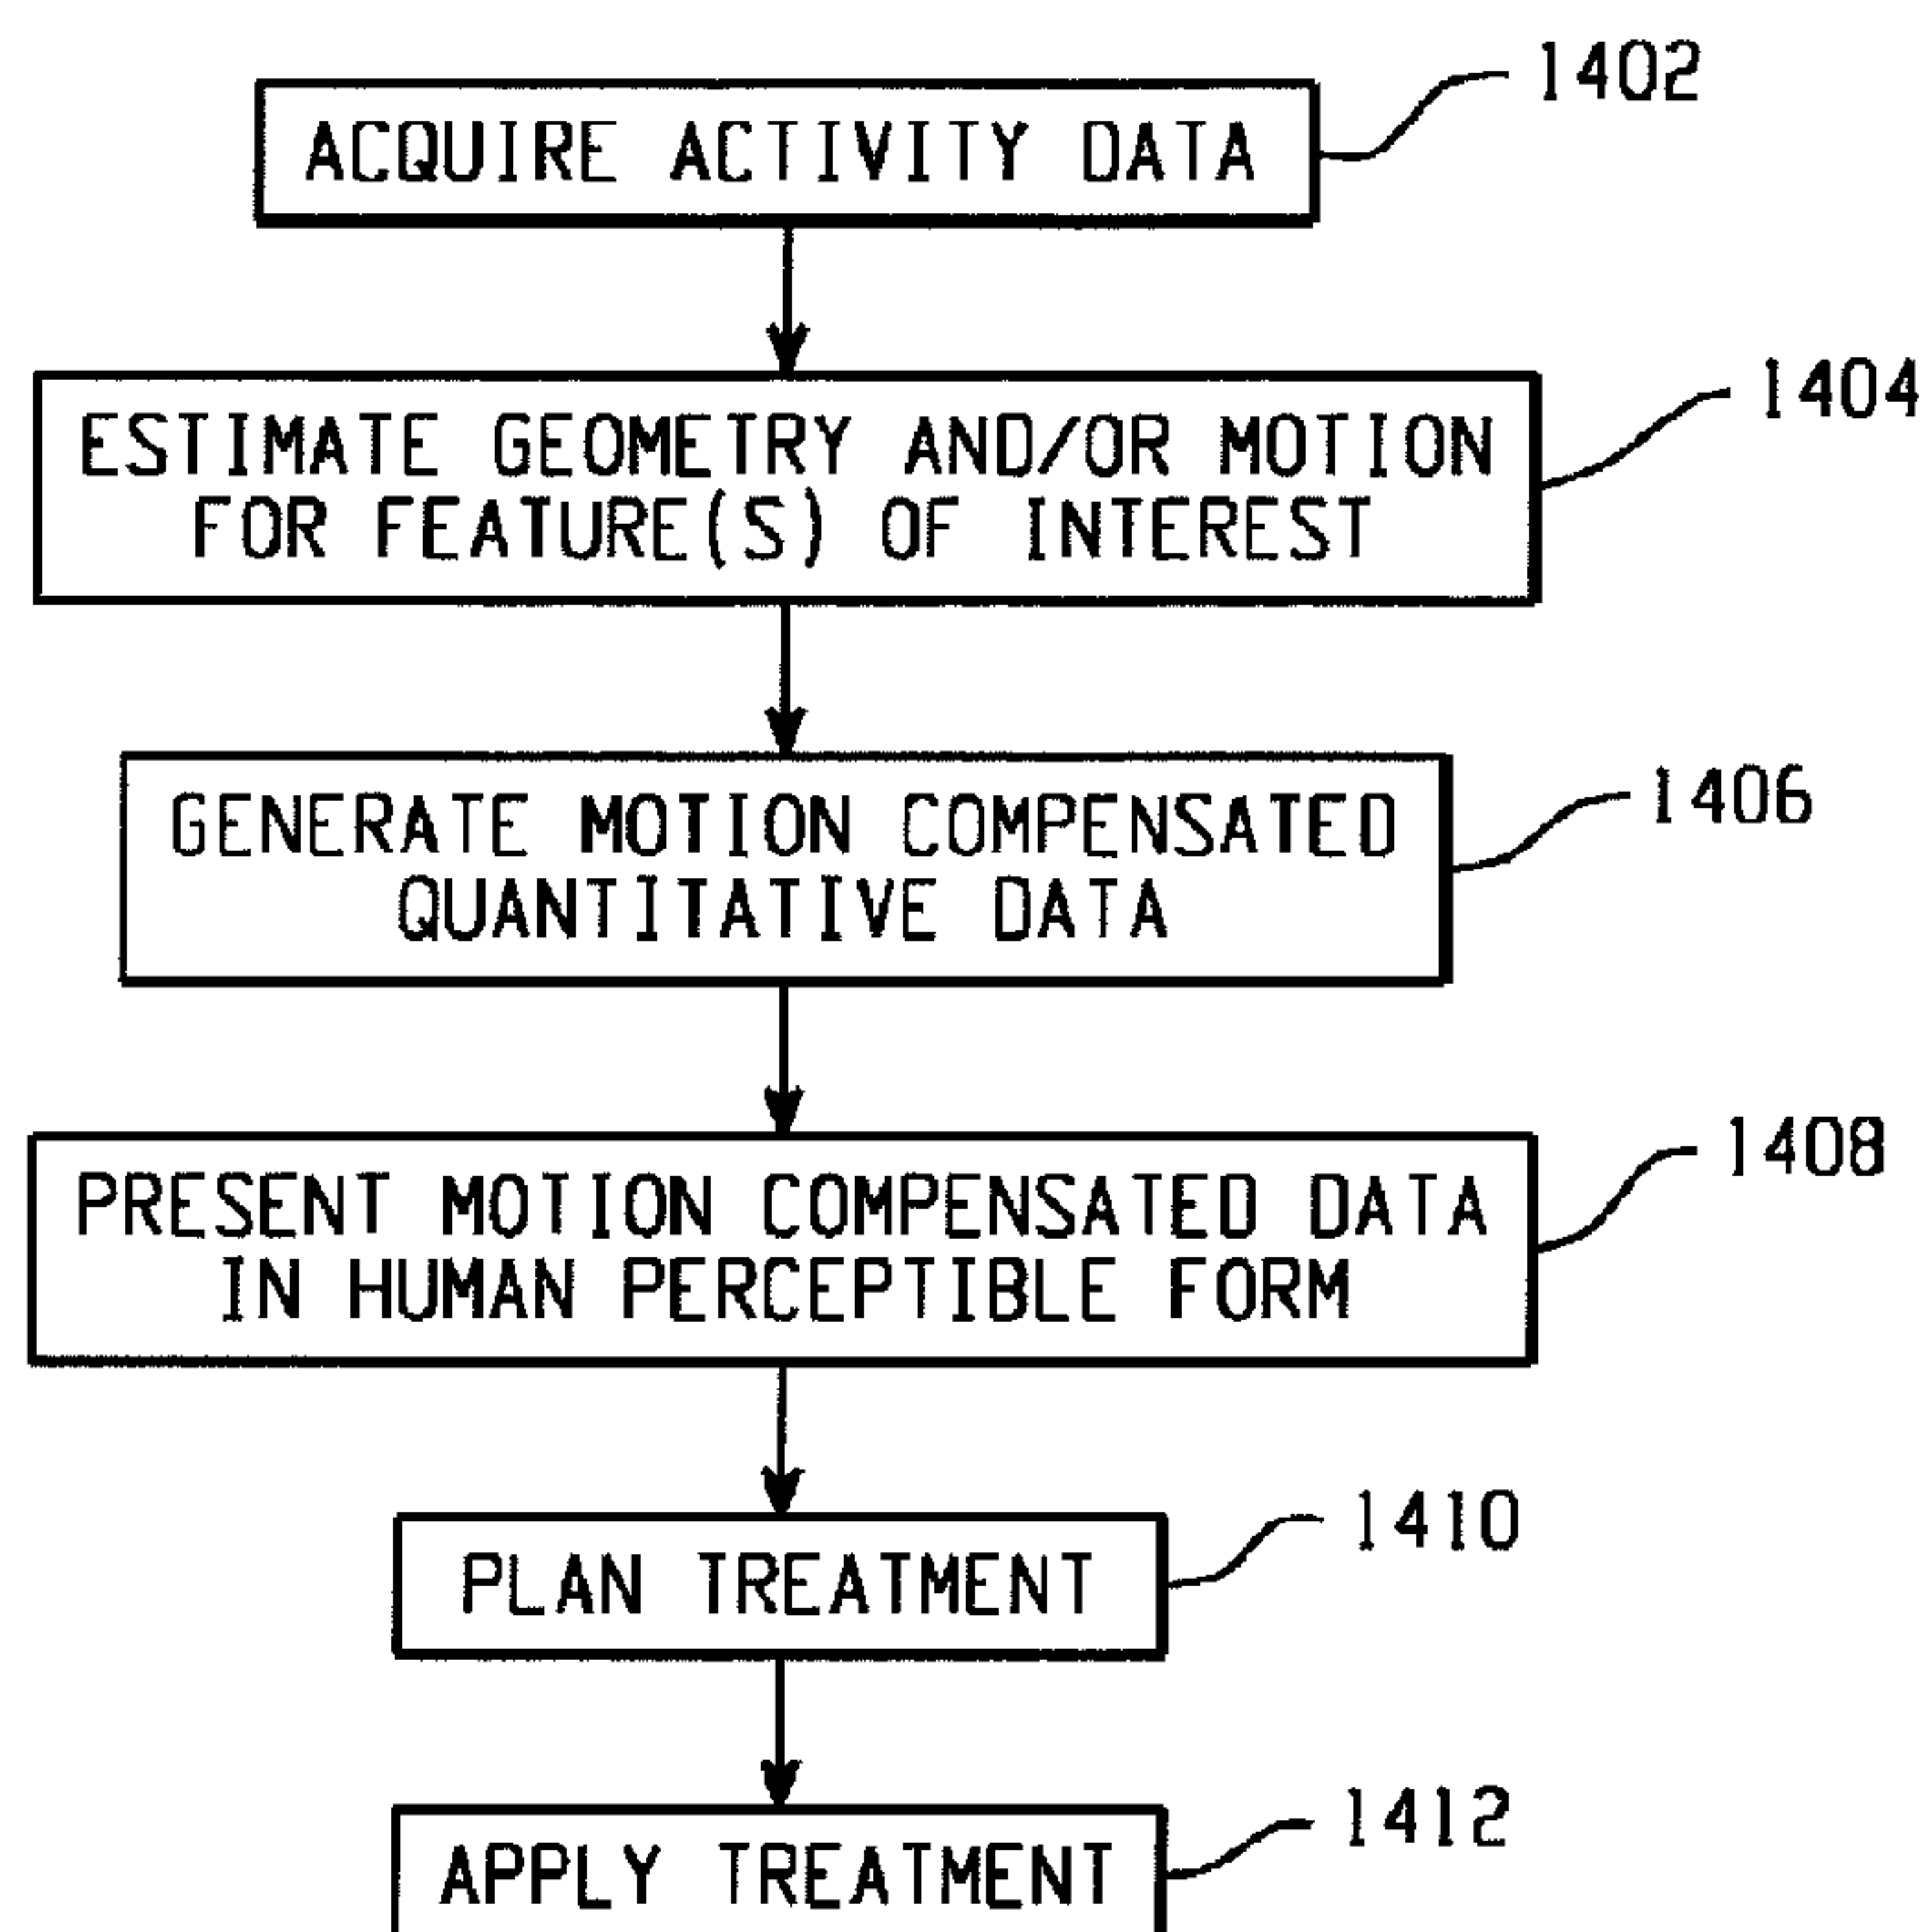 ACQUIRE ACTIVITY DATA
1402
ESTIMATE GEOMETRY AND/OR MOTION
FOR FEATURE(S) OF INTEREST
1404
GENERATE MOTION COMPENSATED
QUANTITATIVE DATA
1406
PRESENT MOTION COMPENSATED DATA
IN HUMAN PERCEPTIBLE FORM
1408
PLAN TREATMENT
1410
APPLY TREATMENT
1412